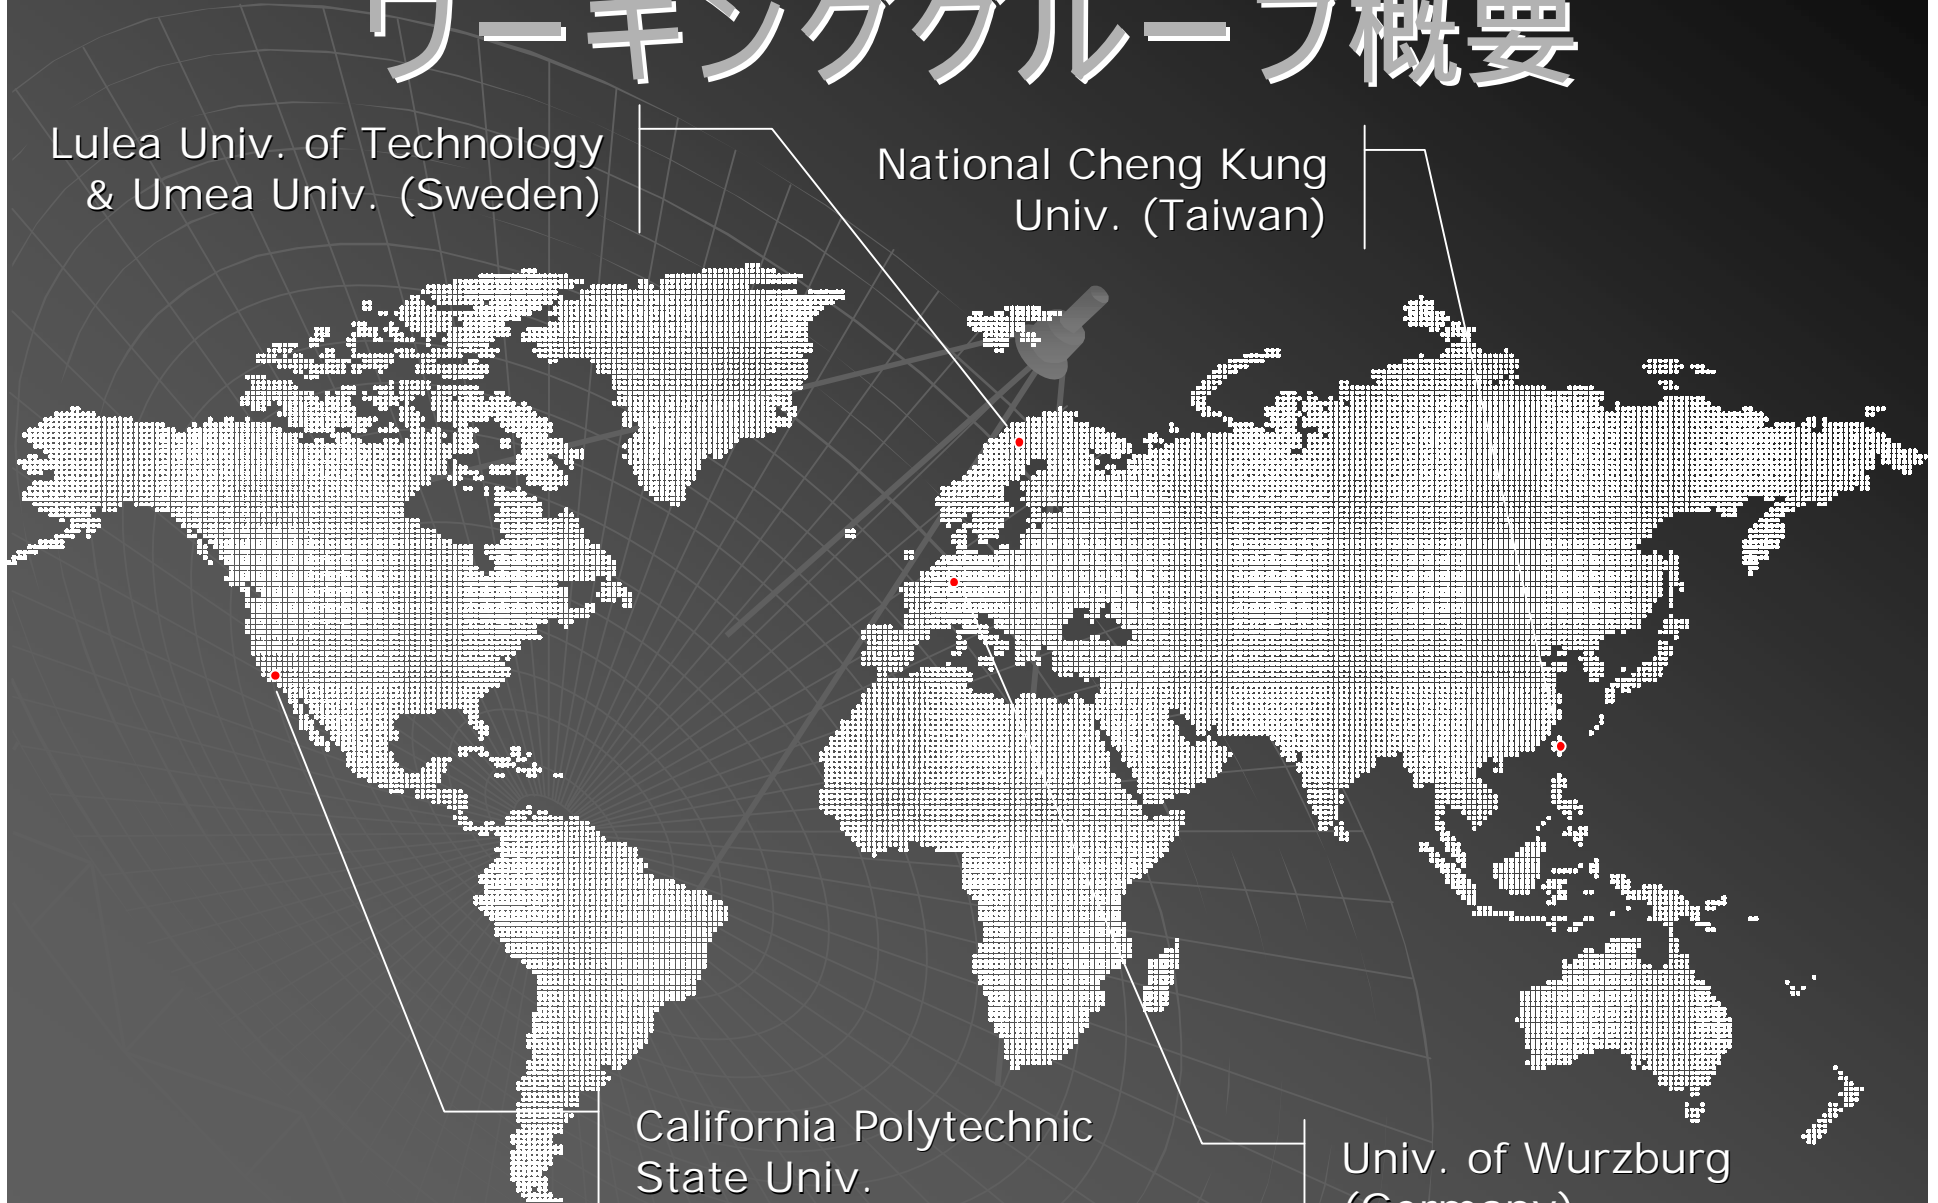 ワーキンググループ概要
Lulea Univ. of Technology
& Umea Univ. (Sweden)
National Cheng Kung
Univ. (Taiwan)
California Polytechnic
State Univ.
Univ. of Wurzburg
(Germany)